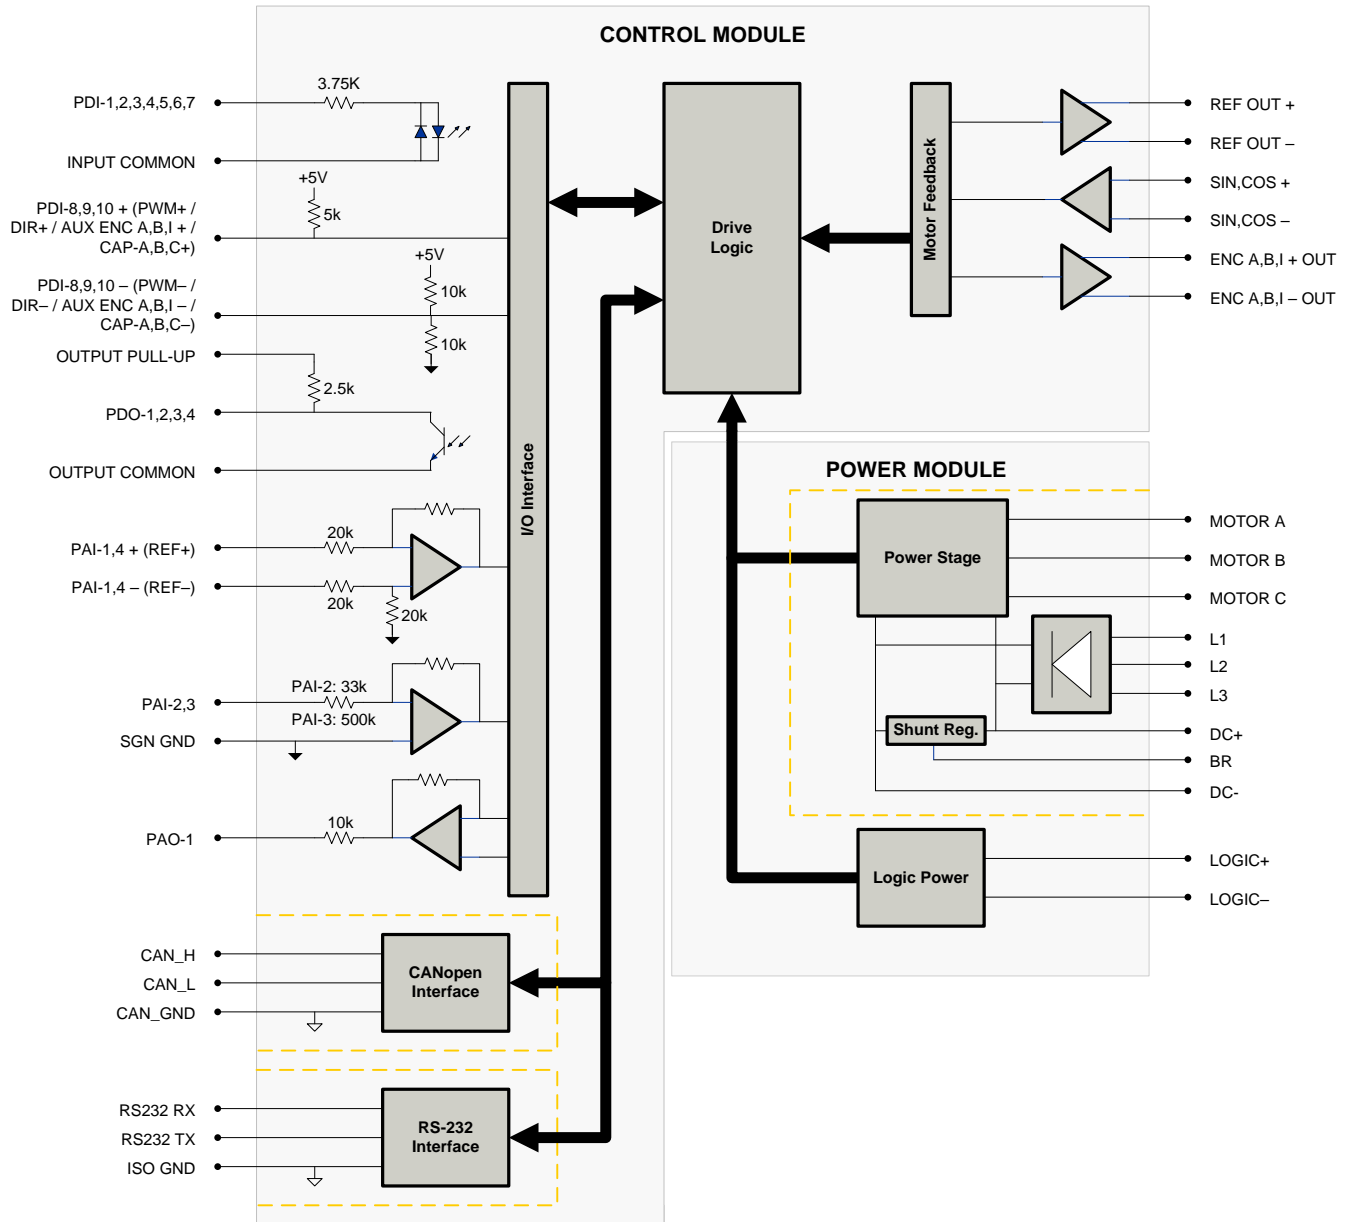 CONTROL MODULE
PDI-1,2,3,4,5,6,7
3.75K
INPUT COMMON
+5V
5k
PDI-8,9,10 + (PWM+ /
DIR+ / AUX ENC A,B,I + /
CAP-A,B,C+)
+5V
10k
PDI-8,9,10 – (PWM– /
DIR– / AUX ENC A,B,I – /
CAP-A,B,C–)
10k
OUTPUT PULL-UP
2.5k
PDO-1,2,3,4
OUTPUT COMMON
PAI-1,4 + (REF+)
20k
PAI-1,4 – (REF–)
20k
20k
PAI-2: 33k
PAI-2,3
PAI-3: 500k
SGN GND
PAO-1
10k
I/O Interface
CAN_H
CAN_L
CAN_GND
CANopen
Interface
RS232 RX
RS232 TX
ISO GND
RS-232
Interface
Drive
Logic
Motor Feedback
REF OUT +
REF OUT –
SIN,COS +
SIN,COS –
ENC A,B,I + OUT
ENC A,B,I – OUT
POWER MODULE
Power Stage
MOTOR A
MOTOR B
MOTOR C
L1
L2
L3
Shunt Reg.
DC+
BR
DC-
Logic Power
LOGIC+
LOGIC–